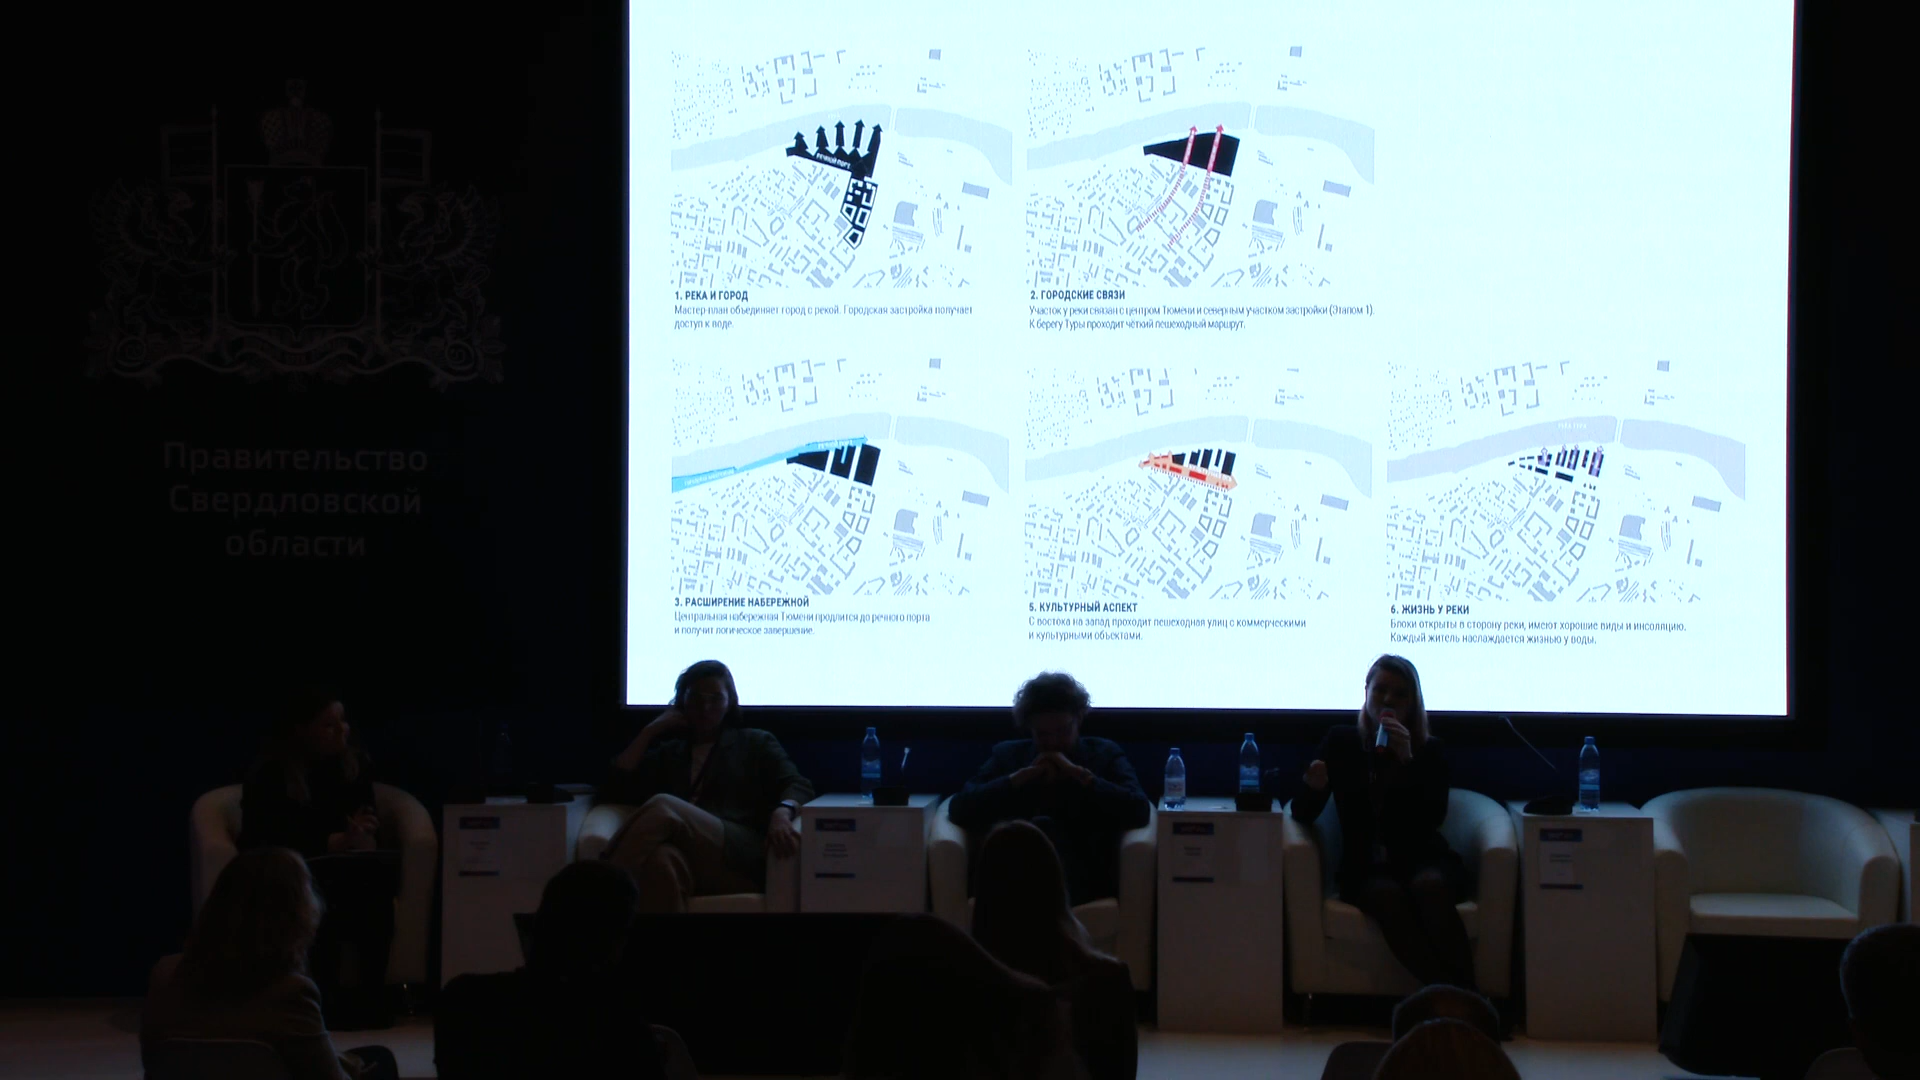 Правительство
Свердловской
области
РЕЧНОЙ ПОРТ
1. РЕКА И ГОРОД
Мастер-план объединяет город с рекой. Городская застройка получает
доступ к воде.
2. ГОРОДСКИЕ СВЯЗИ
Участок у реки связан с центром Тюмени и северным участком застройки (Этапом 1).
К берегу Туры проходит чёткий пешеходный маршрут.
3. РАСШИРЕНИЕ НАБЕРЕЖНОЙ
Центральная набережная Тюмени продлится до речного порта
и получит логическое завершение.
5. КУЛЬТУРНЫЙ АСПЕКТ
С востока на запад проходит пешеходная улиц с коммерческими
и культурными объектами.
6. ЖИЗНЬ У РЕКИ
Блоки открыты в сторону реки, имеют хорошие виды и инсоляцию.
Каждый житель наслаждается жизнью у воды.